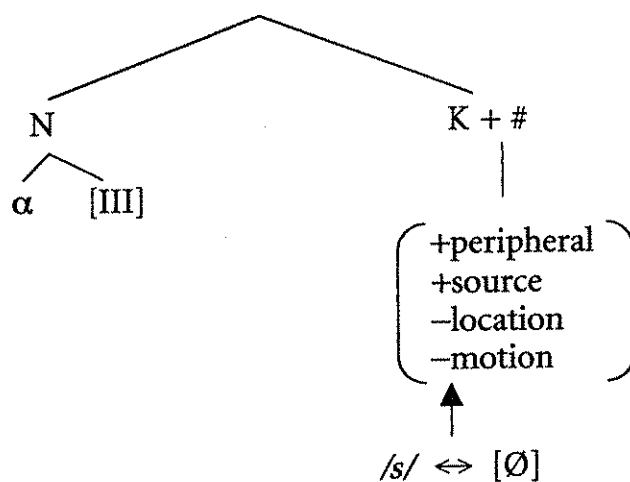 N K + #
α [III]
+peripheral
+source
−location
−motion
/s/ ↔ [Ø]